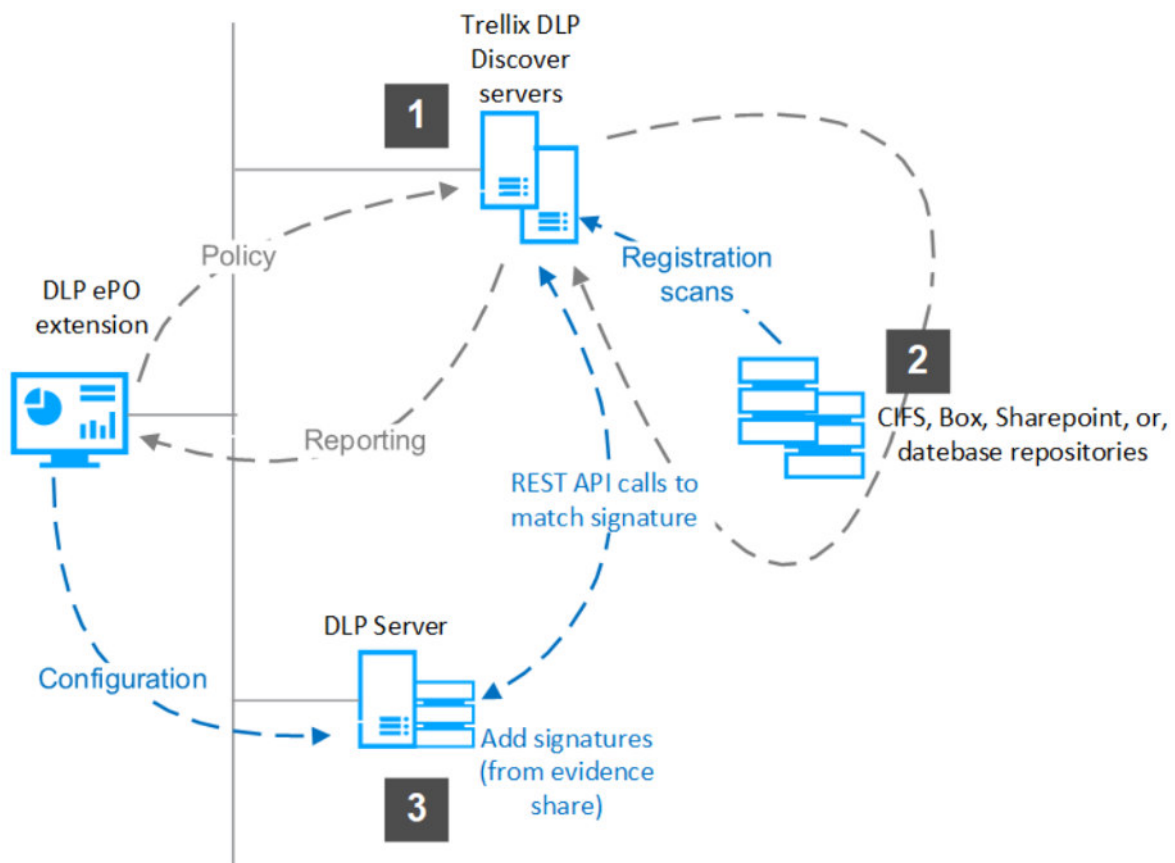 Trellix DLP
Discover
servers
1
Policy
Registration
scans
DLP ePO
extension
2
CIFS, Box, Sharepoint, or,
datebase repositories
Reporting
REST API calls to
match signature
DLP Server
Configuration
Add signatures
(from evidence
share)
3